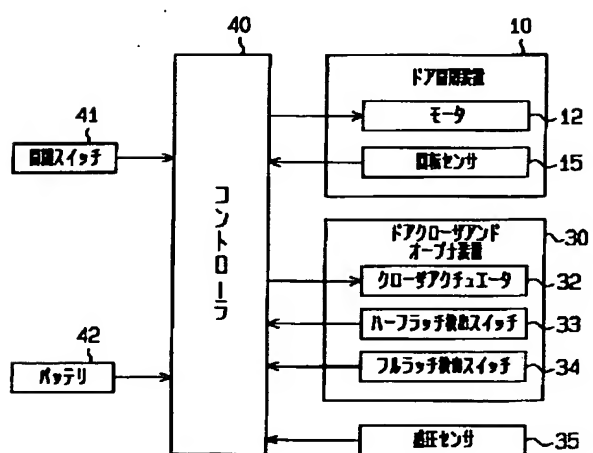 40
10
ドア開閉装置
41
モータ
12
開閉スイッチ
回転センサ
15
コントローラ
ドアクローザアンド
オープナ装置
30
クローザアクチュエータ
32
ハーフラッチ検出スイッチ
33
42
バッテリ
フルラッチ検出スイッチ
34
感圧センサ
35